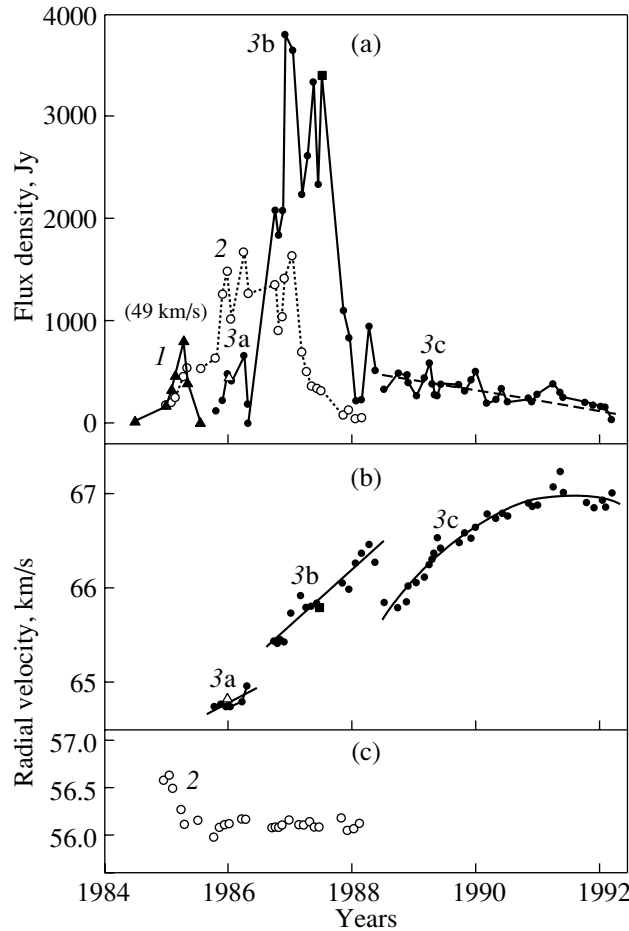 4000
3b
(a)
3000
Flux density, Jy
2000
2
(49 km/s)
1000
1
3a
3c
0
(b)
67
3c
Radial velocity, km/s
3b
66
3a
65
57.0
(c)
2
56.5
56.0
1984
1986
1988
1990
1992
Years